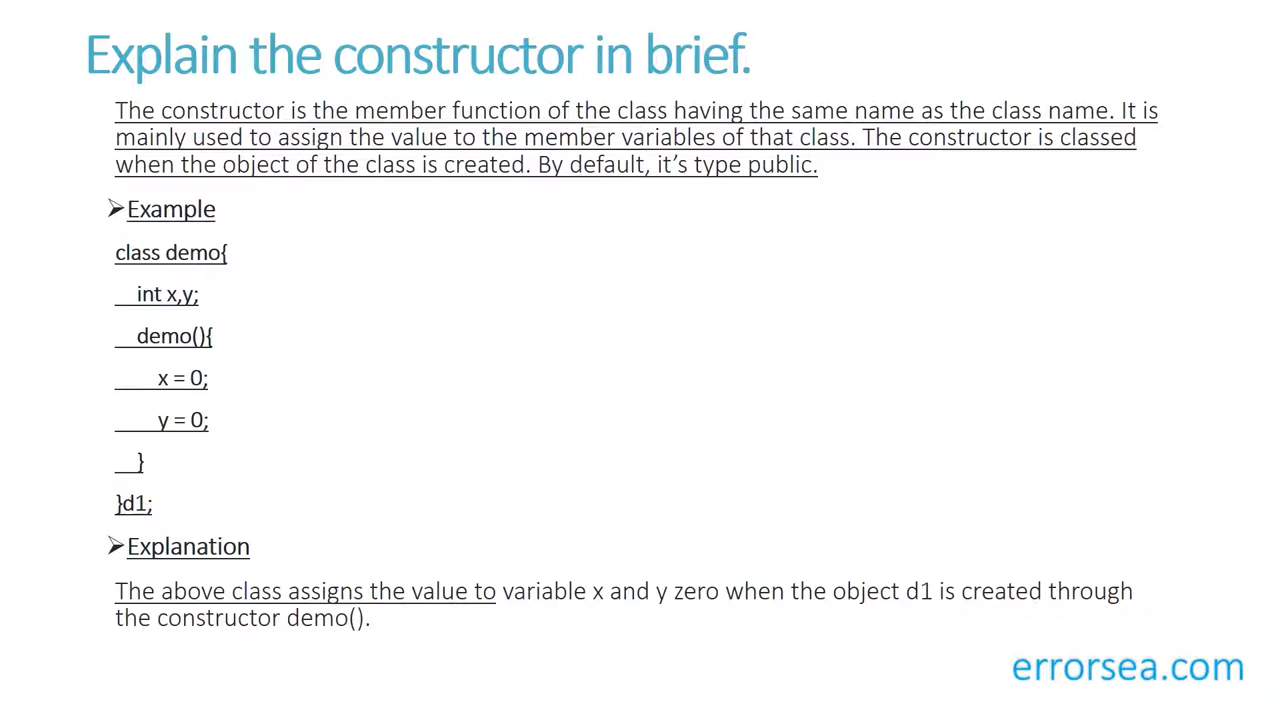 Explain the constructor in brief.
The constructor is the member function of the class having the same name as the class name. It is
mainly used to assign the value to the member variables of that class. The constructor is classed
when the object of the class is created. By default, it’s type public.
➢Example
class demo{
int x,y;
demo(){
x = 0;
y = 0;
}
}d1;
➢Explanation
The above class assigns the value to variable x and y zero when the object d1 is created through
the constructor demo().
errorsea.com